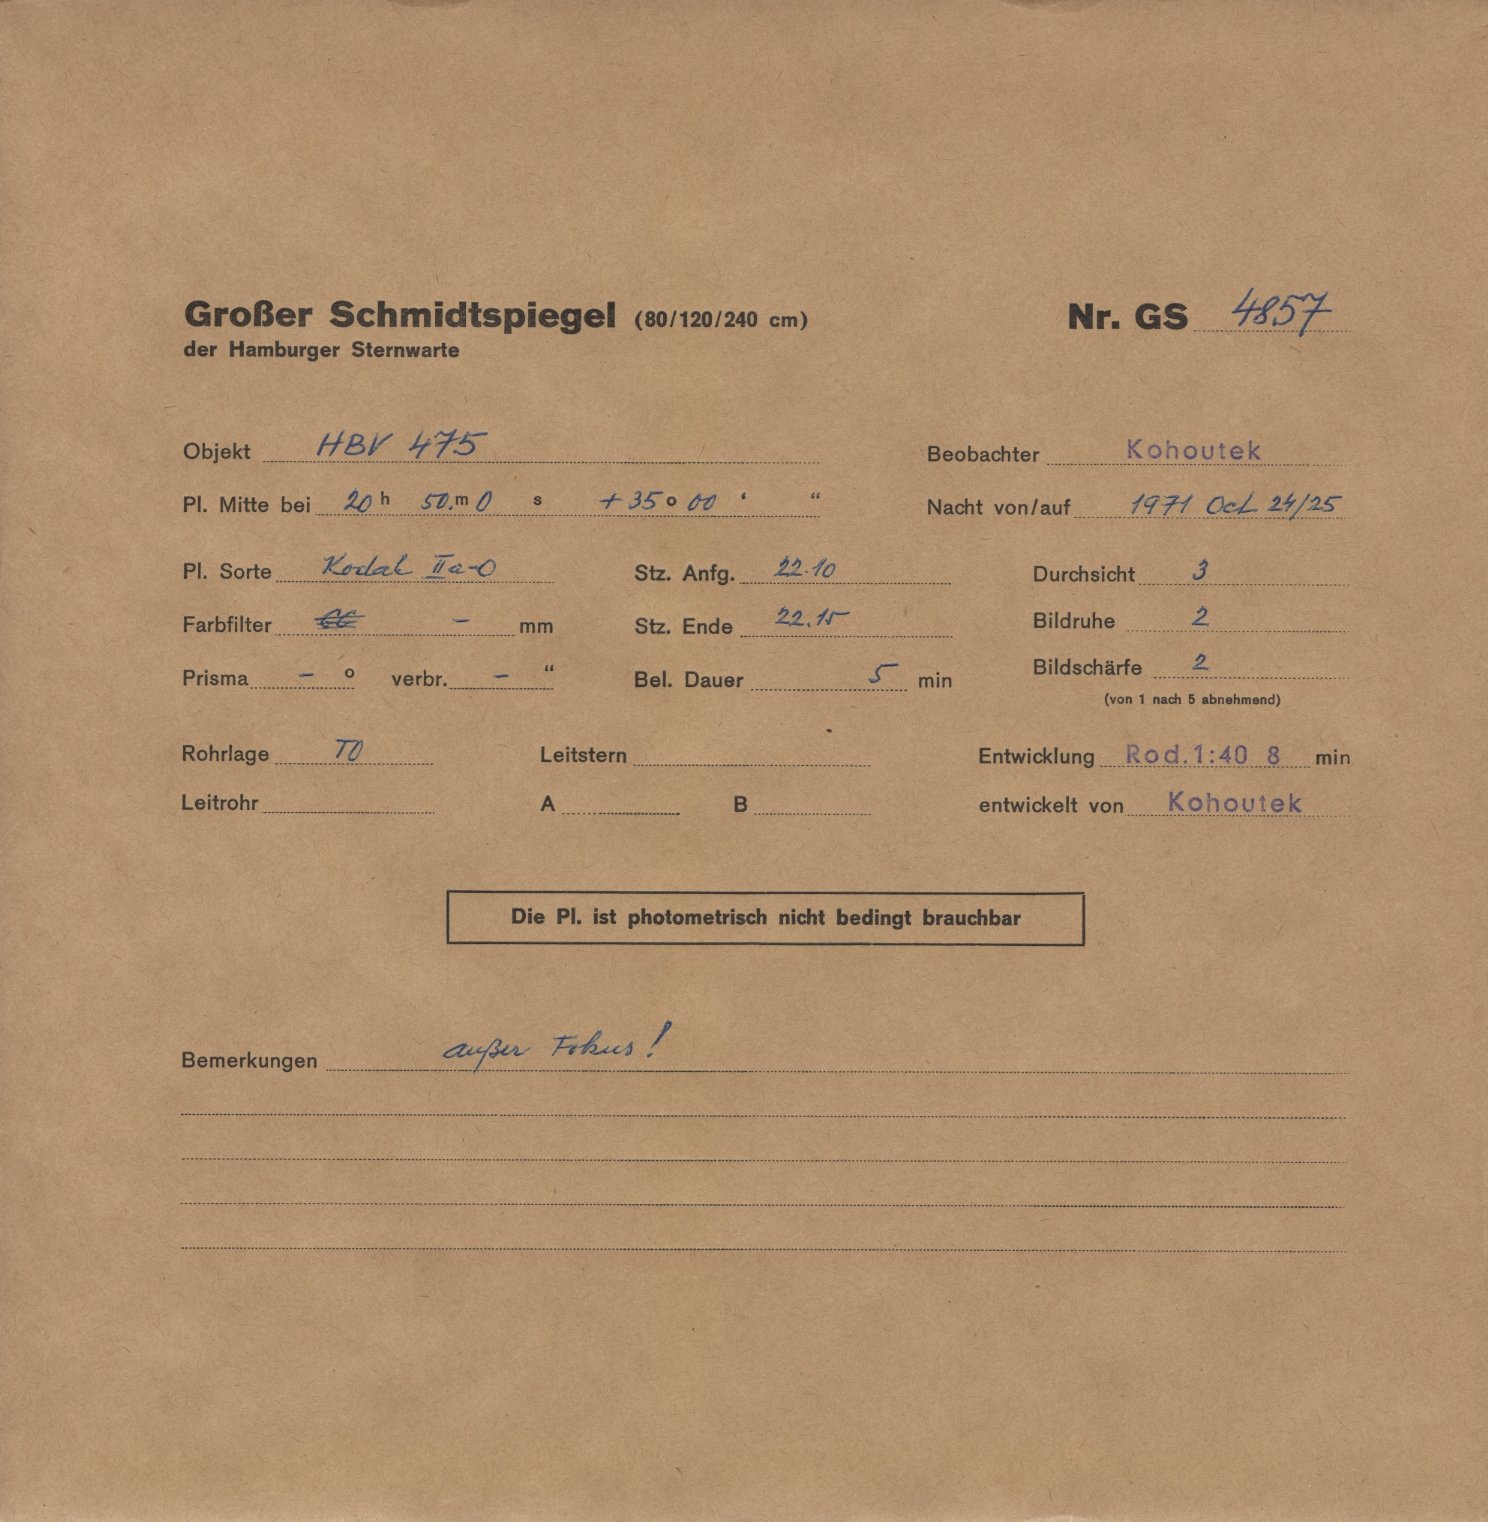 Großer Schmidtspiegel (80/120/240 cm) Nr. GS 4857
der Hamburger Sternwarte
Objekt HBV 475 Beobachter Kohoutek
Pl. Mitte bei 20 h 50. m 0 s +35 o 00 ‘ “ Nacht von/auf 1971 Oct 24/25
Pl. Sorte Kodak IIa-O Stz. Anfg. 22.10 Durchsicht 3
Farbfilter – mm Stz. Ende 22.15 Bildruhe 2
Prisma – o verbr. – “ Bel. Dauer 5 min Bildschärfe 2
(von 1 nach 5 abnehmend)
Rohrlage TO Leitstern Entwicklung Rod. 1:40 8 min
Leitrohr A B entwickelt von Kohoutek
Die Pl. ist photometrisch nicht bedingt brauchbar
Bemerkungen außer Fokus!